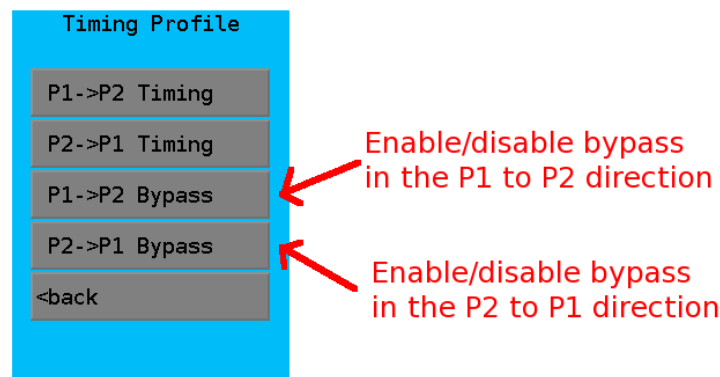 Timing Profile
P1->P2 Timing
P2->P1 Timing
P1->P2 Bypass
P2->P1 Bypass
<back
Enable/disable bypass
in the P1 to P2 direction
Enable/disable bypass
in the P2 to P1 direction